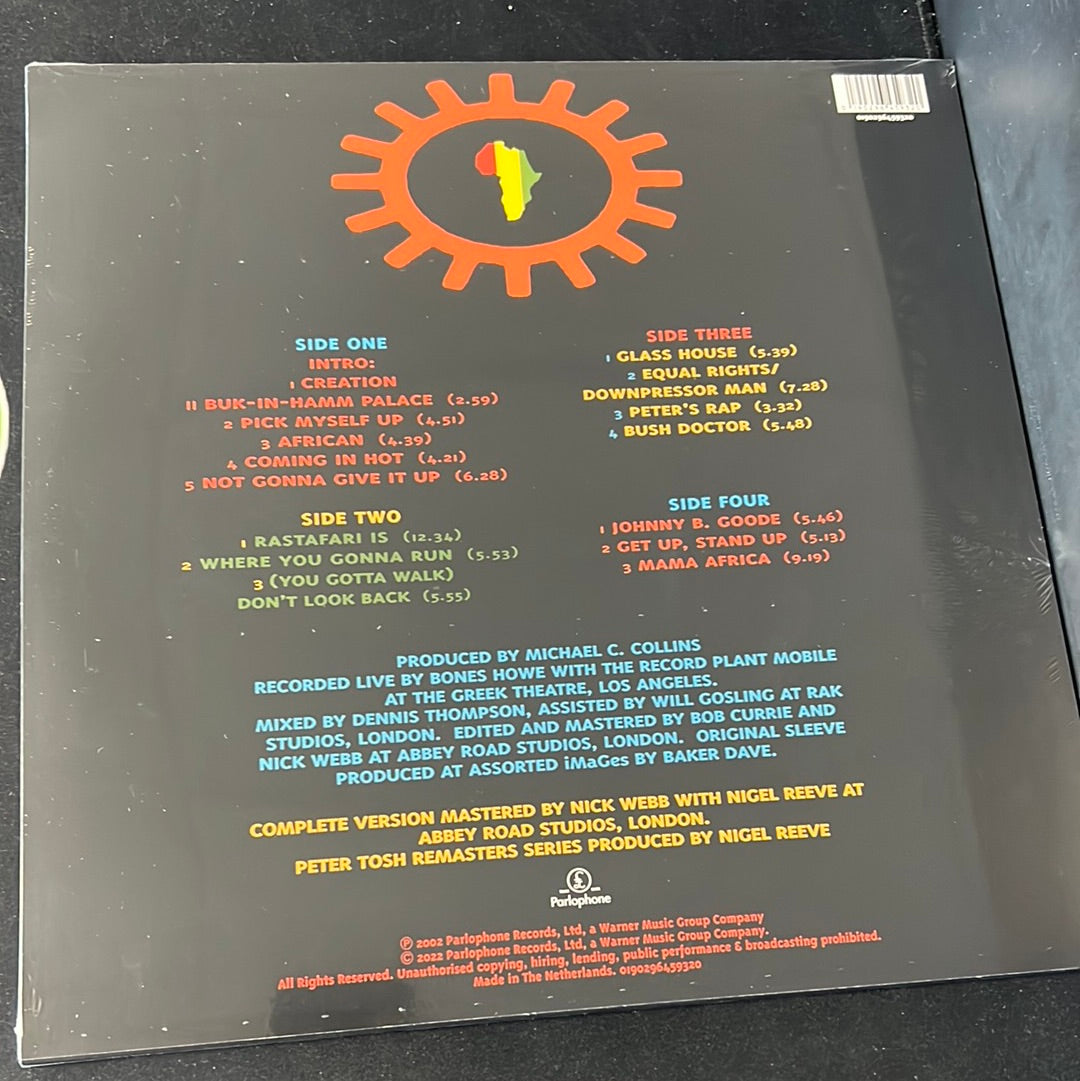 0190296459320
SIDE ONE
INTRO:
1 CREATION
II BUK-IN-HAMM PALACE (2.59)
2 PICK MYSELF UP (4.51)
3 AFRICAN (4.39)
4 COMING IN HOT (4.21)
5 NOT GONNA GIVE IT UP (6.28)
SIDE TWO
1 RASTAFARI IS (12.34)
2 WHERE YOU GONNA RUN (5.53)
3 (YOU GOTTA WALK)
DON'T LOOK BACK (5.55)
SIDE THREE
1 GLASS HOUSE (5.39)
2 EQUAL RIGHTS/
DOWNPRESSOR MAN (7.28)
3 PETER'S RAP (3.32)
4 BUSH DOCTOR (5.48)
SIDE FOUR
1 JOHNNY B. GOODE (5.46)
2 GET UP, STAND UP (5.13)
3 MAMA AFRICA (9.19)
PRODUCED BY MICHAEL C. COLLINS
RECORDED LIVE BY BONES HOWE WITH THE RECORD PLANT MOBILE
AT THE GREEK THEATRE, LOS ANGELES.
MIXED BY DENNIS THOMPSON, ASSISTED BY WILL GOSLING AT RAK
STUDIOS, LONDON. EDITED AND MASTERED BY BOB CURRIE AND
NICK WEBB AT ABBEY ROAD STUDIOS, LONDON. ORIGINAL SLEEVE
PRODUCED AT ASSORTED iMaGes BY BAKER DAVE.
COMPLETE VERSION MASTERED BY NICK WEBB WITH NIGEL REEVE AT
ABBEY ROAD STUDIOS, LONDON.
PETER TOSH REMASTERS SERIES PRODUCED BY NIGEL REEVE
£
Parlophone
℗ 2002 Parlophone Records, Ltd, a Warner Music Group Company
© 2022 Parlophone Records, Ltd, a Warner Music Group Company.
All Rights Reserved. Unauthorised copying, hiring, lending, public performance & broadcasting prohibited.
Made in The Netherlands. 0190296459320